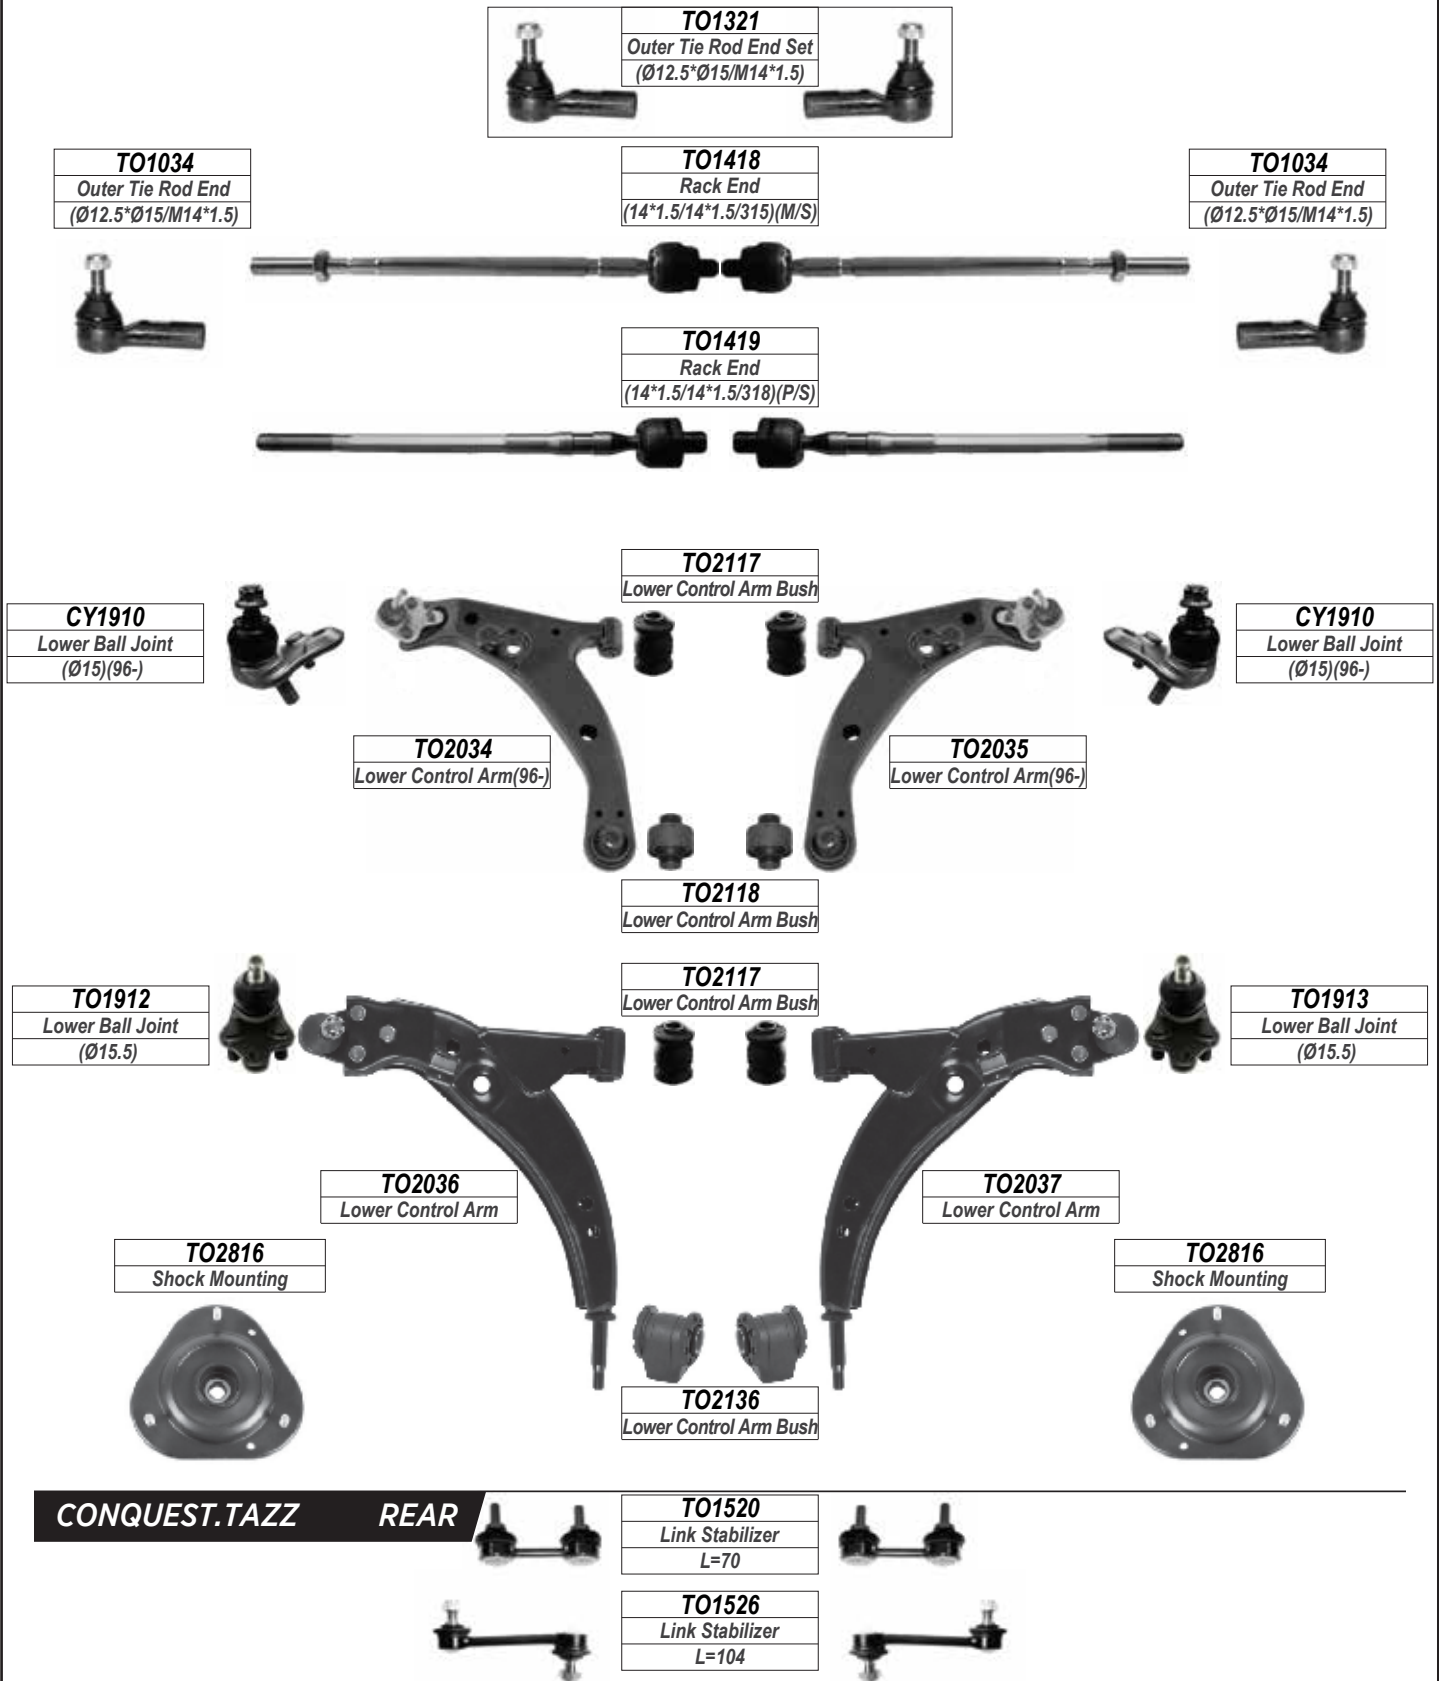 TO1321
Outer Tie Rod End Set
(Ø12.5*Ø15/M14*1.5)
TO1034
Outer Tie Rod End
(Ø12.5*Ø15/M14*1.5)
TO1418
Rack End
(14*1.5/14*1.5/315)(M/S)
TO1034
Outer Tie Rod End
(Ø12.5*Ø15/M14*1.5)
TO1419
Rack End
(14*1.5/14*1.5/318)(P/S)
TO2117
Lower Control Arm Bush
CY1910
Lower Ball Joint
(Ø15)(96-)
CY1910
Lower Ball Joint
(Ø15)(96-)
TO2034
Lower Control Arm(96-)
TO2035
Lower Control Arm(96-)
TO2118
Lower Control Arm Bush
TO2117
Lower Control Arm Bush
TO1912
Lower Ball Joint
(Ø15.5)
TO1913
Lower Ball Joint
(Ø15.5)
TO2036
Lower Control Arm
TO2037
Lower Control Arm
TO2816
Shock Mounting
TO2816
Shock Mounting
TO2136
Lower Control Arm Bush
CONQUEST.TAZZ REAR
TO1520
Link Stabilizer
L=70
TO1526
Link Stabilizer
L=104